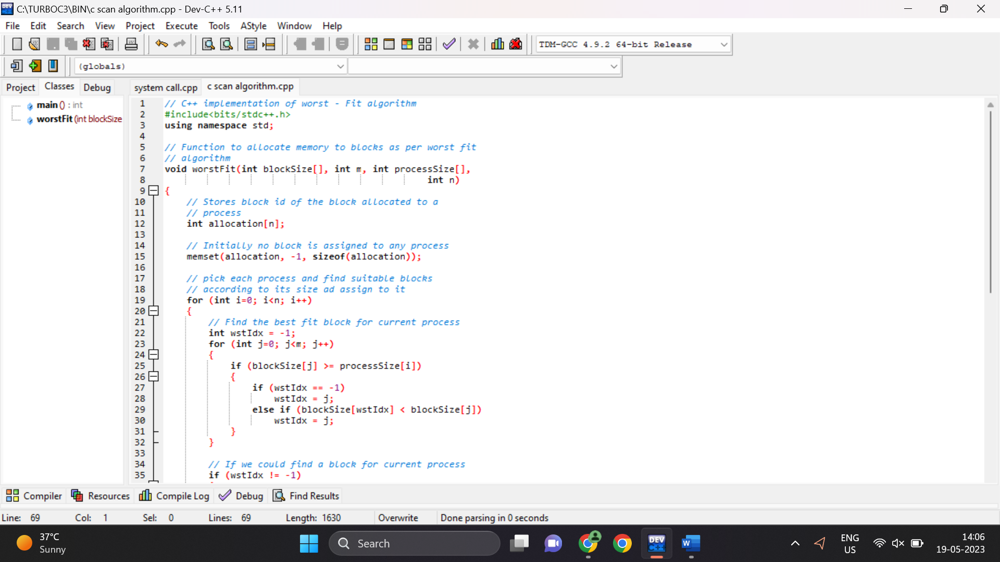 C:\TURBOC3\BIN\c scan algorithm.cpp - Dev-C++ 5.11
File Edit Search View Project Execute Tools AStyle Window Help
TDM-GCC 4.9.2 64-bit Release
(globals)
Project Classes Debug
system call.cpp c scan algorithm.cpp
main () : int
worstFit (int blockSize
1 // C++ implementation of worst - Fit algorithm
2 #include<bits/stdc++.h>
3 using namespace std;
4
5 // Function to allocate memory to blocks as per worst fit
6 // algorithm
7 void worstFit(int blockSize[], int m, int processSize[],
8 int n)
9 {
10 // Stores block id of the block allocated to a
11 // process
12 int allocation[n];
13
14 // Initially no block is assigned to any process
15 memset(allocation, -1, sizeof(allocation));
16
17 // pick each process and find suitable blocks
18 // according to its size ad assign to it
19 for (int i=0; i<n; i++)
20 {
21 // Find the best fit block for current process
22 int wstIdx = -1;
23 for (int j=0; j<m; j++)
24 {
25 if (blockSize[j] >= processSize[i])
26 {
27 if (wstIdx == -1)
28 wstIdx = j;
29 else if (blockSize[wstIdx] < blockSize[j])
30 wstIdx = j;
31 }
32 }
33
34 // If we could find a block for current process
35 if (wstIdx != -1)
Compiler Resources Compile Log Debug Find Results
Line: 69 Col: 1 Sel: 0 Lines: 69 Length: 1630 Overwrite Done parsing in 0 seconds
37°C
Sunny
Search
DEV
C++
W
ENG
US
14:06
19-05-2023